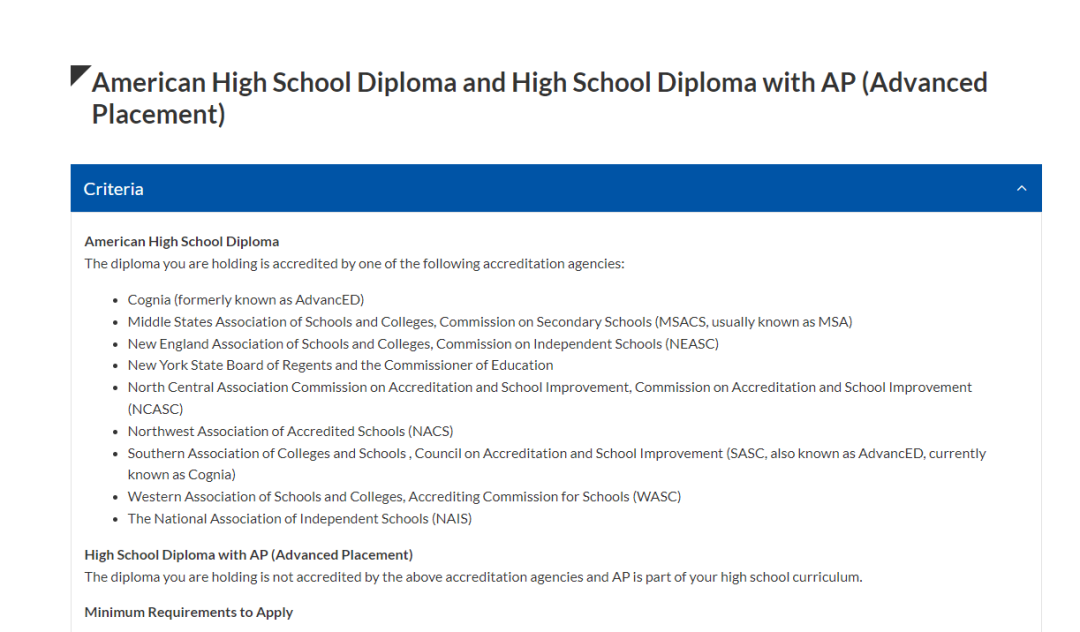 American High School Diploma and High School Diploma with AP (Advanced
Placement)
Criteria
American High School Diploma
The diploma you are holding is accredited by one of the following accreditation agencies:
• Cognia (formerly known as AdvancED)
• Middle States Association of Schools and Colleges, Commission on Secondary Schools (MSACS, usually known as MSA)
• New England Association of Schools and Colleges, Commission on Independent Schools (NEASC)
• New York State Board of Regents and the Commissioner of Education
• North Central Association Commission on Accreditation and School Improvement, Commission on Accreditation and School Improvement
(NCASC)
• Northwest Association of Accredited Schools (NACS)
• Southern Association of Colleges and Schools , Council on Accreditation and School Improvement (SASC, also known as AdvancED, currently
known as Cognia)
• Western Association of Schools and Colleges, Accrediting Commission for Schools (WASC)
• The National Association of Independent Schools (NAIS)
High School Diploma with AP (Advanced Placement)
The diploma you are holding is not accredited by the above accreditation agencies and AP is part of your high school curriculum.
Minimum Requirements to Apply